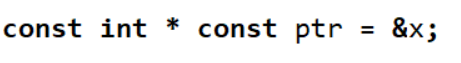 const int * const ptr = &x;